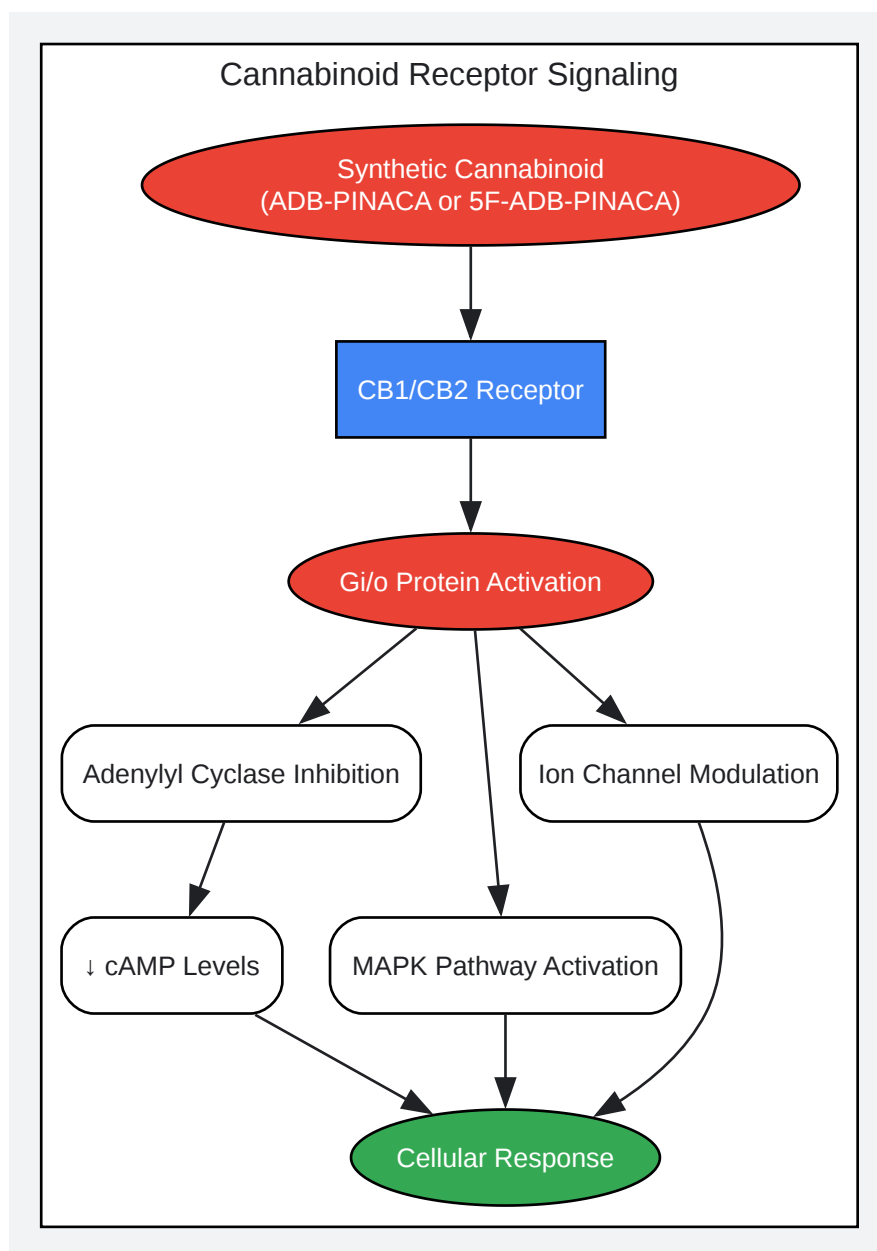 Cannabinoid Receptor Signaling
Synthetic Cannabinoid
(ADB-PINACA or 5F-ADB-PINACA)
CB1/CB2 Receptor
Gi/o Protein Activation
Adenylyl Cyclase Inhibition
Ion Channel Modulation
↓ cAMP Levels
MAPK Pathway Activation
Cellular Response